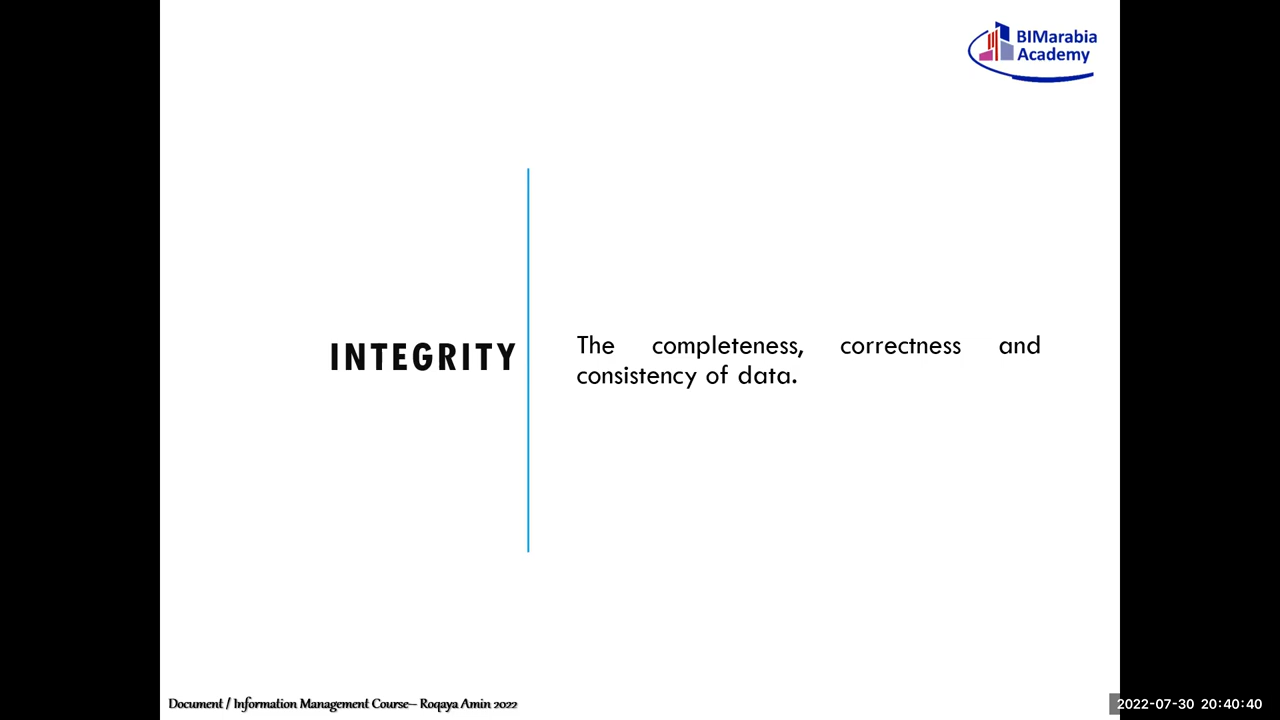 BIMarabia
Academy
INTEGRITY
The completeness, correctness and
consistency of data.
Document / Information Management Course– Roqaya Amin 2022
2022-07-30 20:40:40